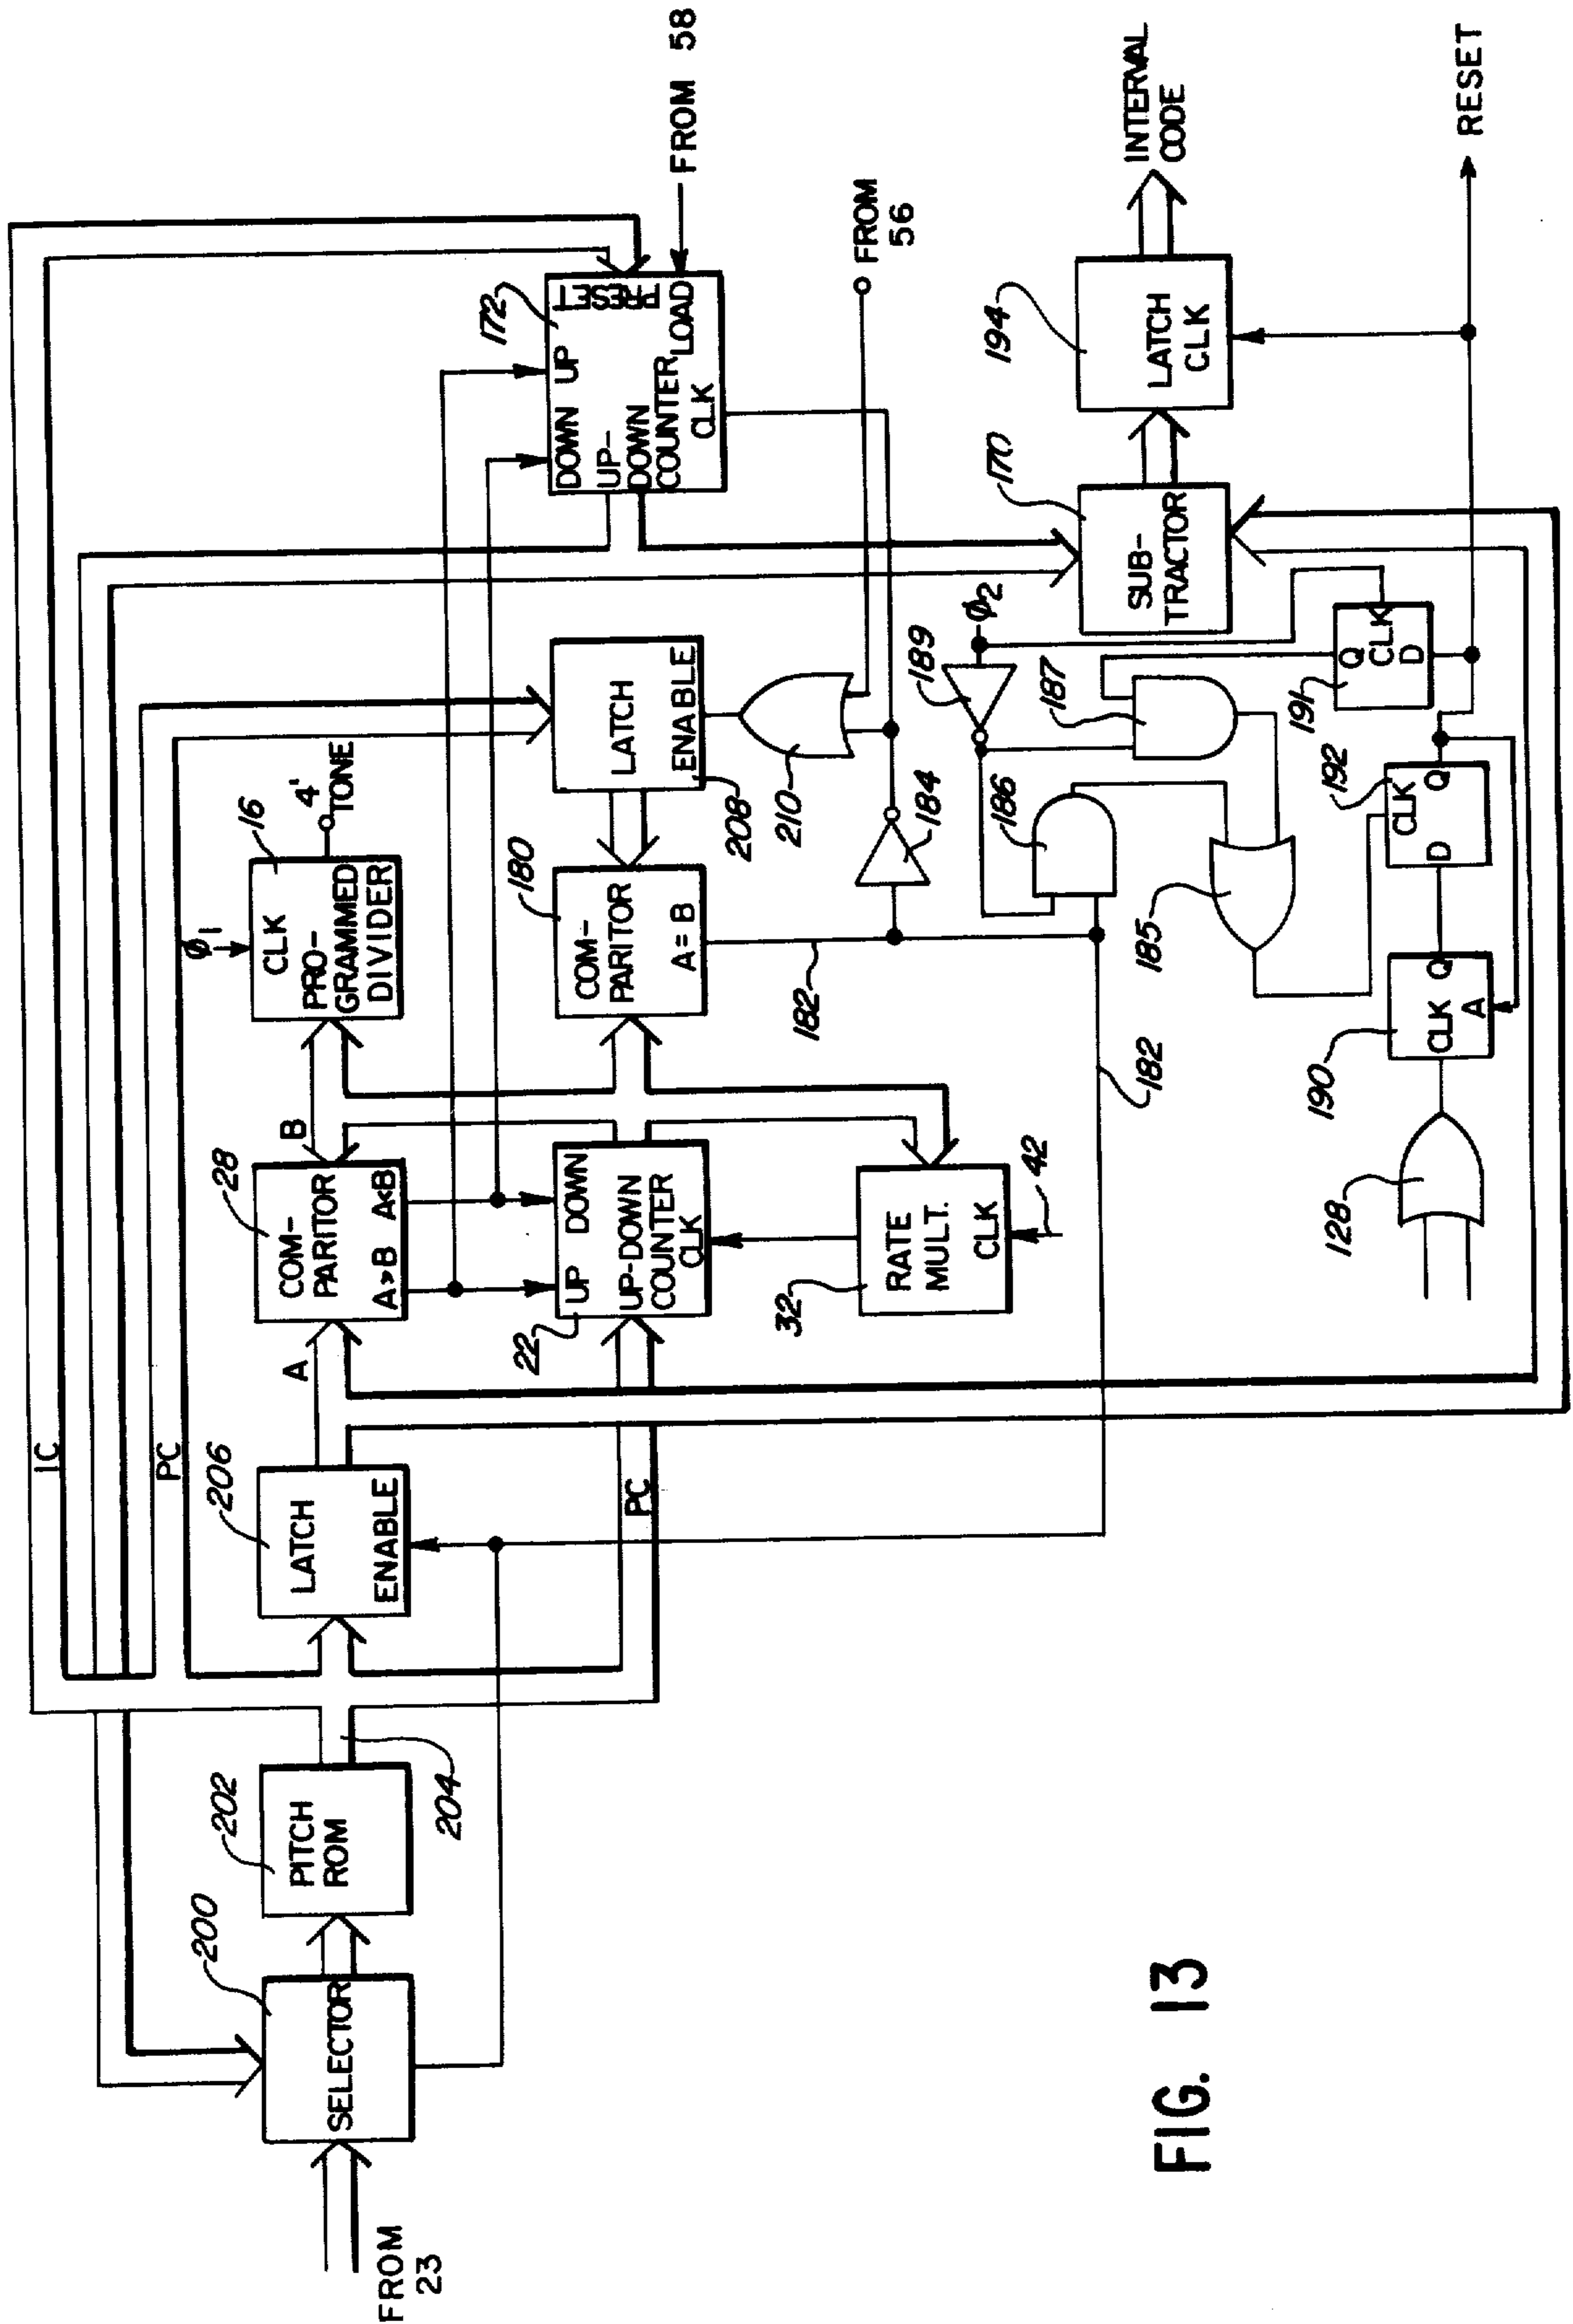 FROM
23
SELECTOR
200
PITCH
ROM
202
204
IC
PC
LATCH
ENABLE
206
PC
A
COM-
PARITOR
A>B A<B
28
B
CLK
PRO-
GRAMMED
DIVIDER
16
φ1
4'
TONE
UP DOWN
UP-DOWN
COUNTER
CLK
22
RATE
MULT.
CLK
32
42
COM-
PARITOR
A=B
180
182
182
LATCH
ENABLE
208
210
184
DOWN UP
UP-
DOWN
COUNTER
CLK
PRESET
LOAD
172
FROM 58
FROM
56
φ2
189
187
186
185
SUB-
TRACTOR
170
LATCH
CLK
194
INTERVAL
CODE
RESET
Q
CLK
D
191
CLK
D Q
192
CLK Q
A
190
128
FIG. 13